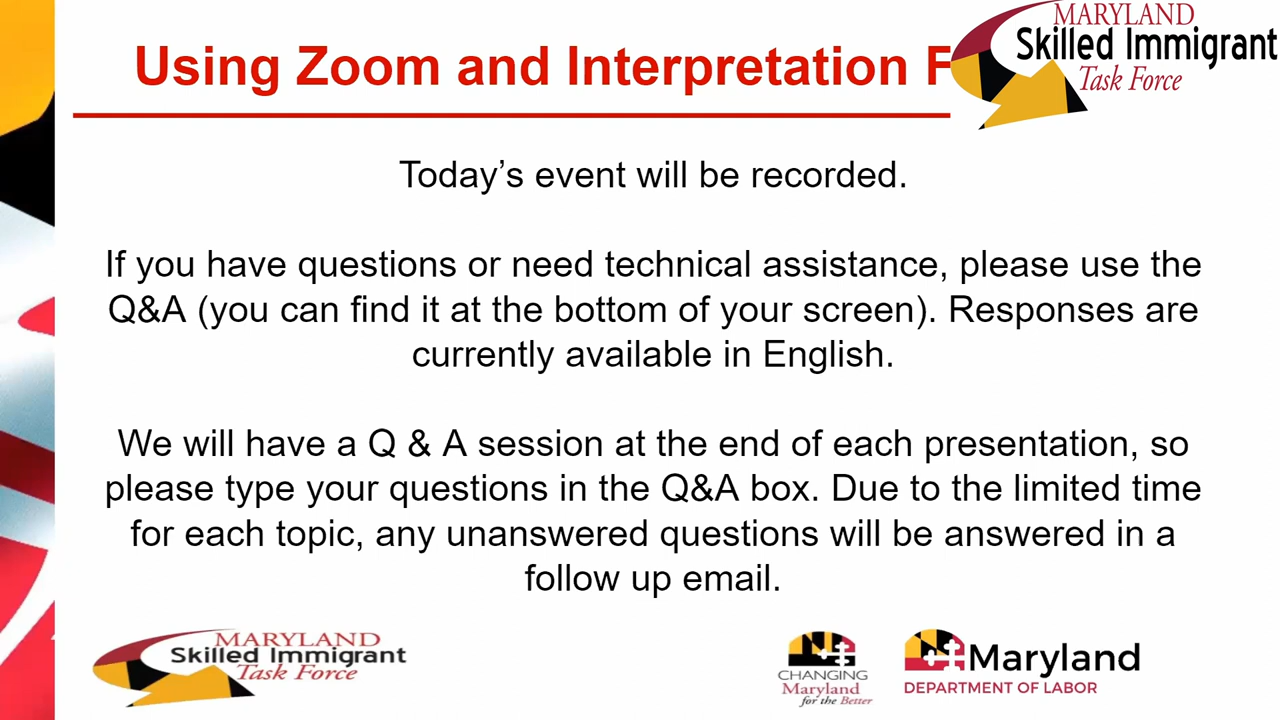 Using Zoom and Interpretation F
MARYLAND
Skilled Immigrant
Task Force
Today’s event will be recorded.
If you have questions or need technical assistance, please use the
Q&A (you can find it at the bottom of your screen). Responses are
currently available in English.
We will have a Q & A session at the end of each presentation, so
please type your questions in the Q&A box. Due to the limited time
for each topic, any unanswered questions will be answered in a
follow up email.
MARYLAND
Skilled Immigrant
Task Force
CHANGING
Maryland
for the Better
Maryland
DEPARTMENT OF LABOR